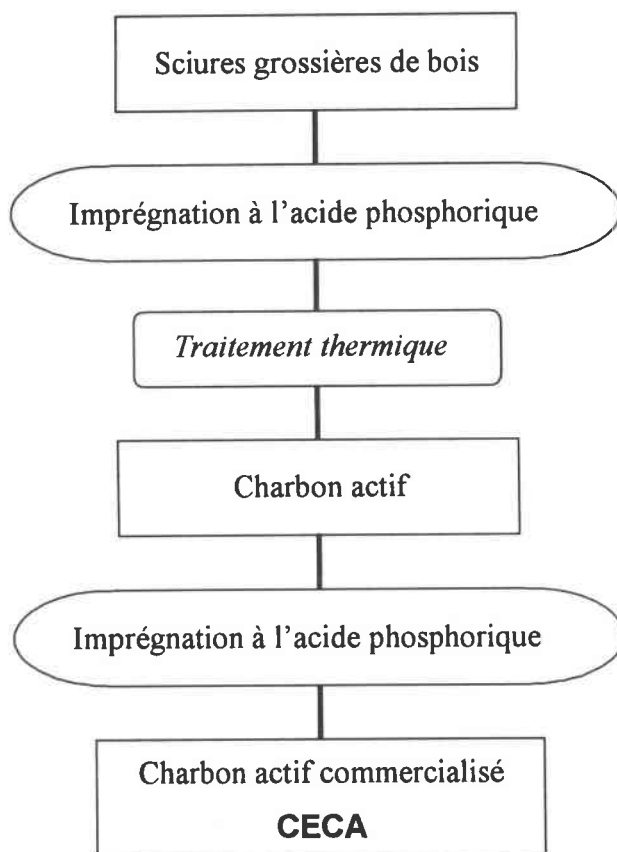 Sciures grossières de bois
Imprégnation à l'acide phosphorique
Traitement thermique
Charbon actif
Imprégnation à l'acide phosphorique
Charbon actif commercialisé
CECA